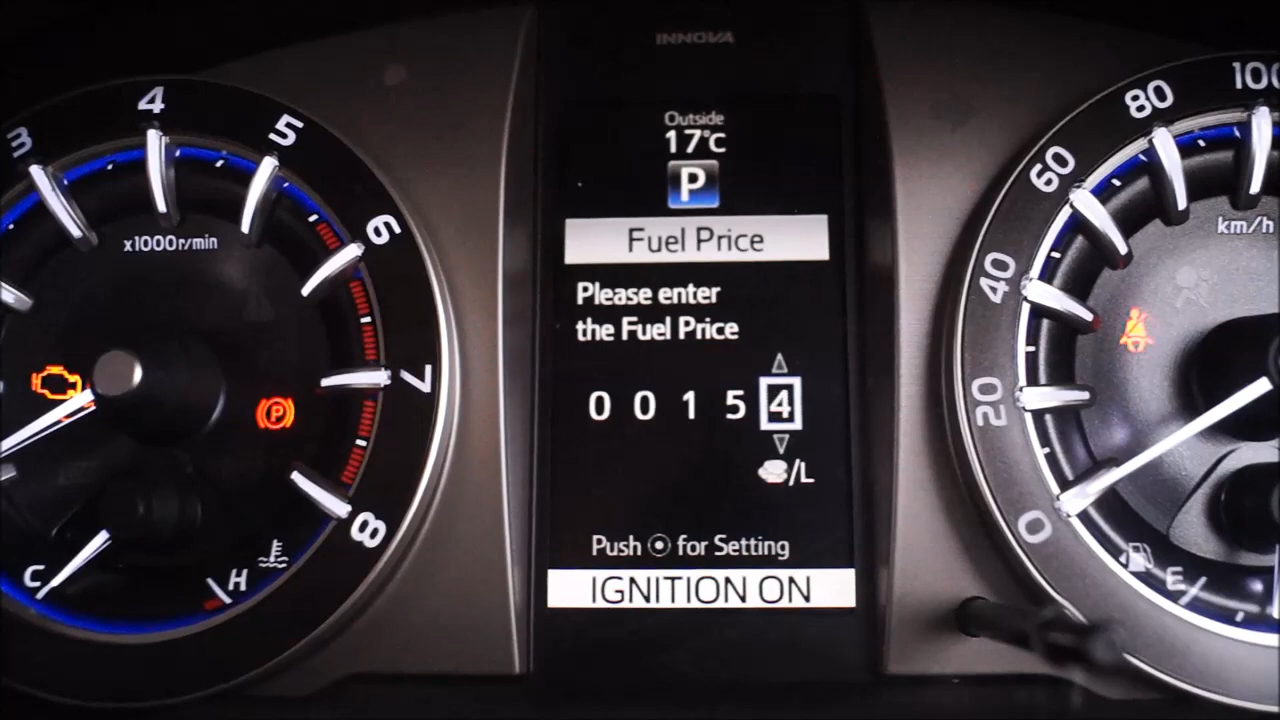 INNOVA
Outside
17°C
P
Fuel Price
Please enter
the Fuel Price
0 0 1 5 4
/L
Push for Setting
IGNITION ON
3
4
5
6
7
8
x1000r/min
P
C
H
0
20
40
60
80
100
km/h
E